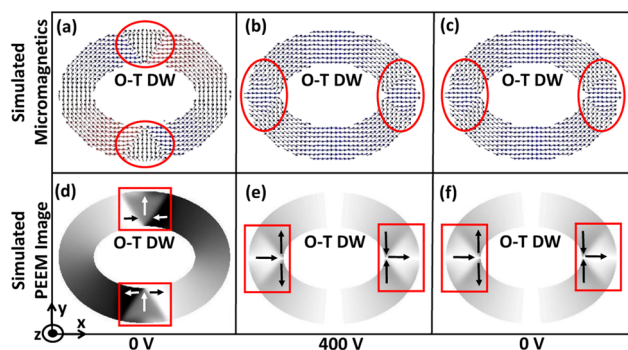 (a)
(b)
(c)
Simulated
Micromagnetics
O-T DW
O-T DW
O-T DW
(d)
(e)
(f)
Simulated
PEEM Image
O-T DW
O-T DW
O-T DW
y
z
x
0 V
400 V
0 V